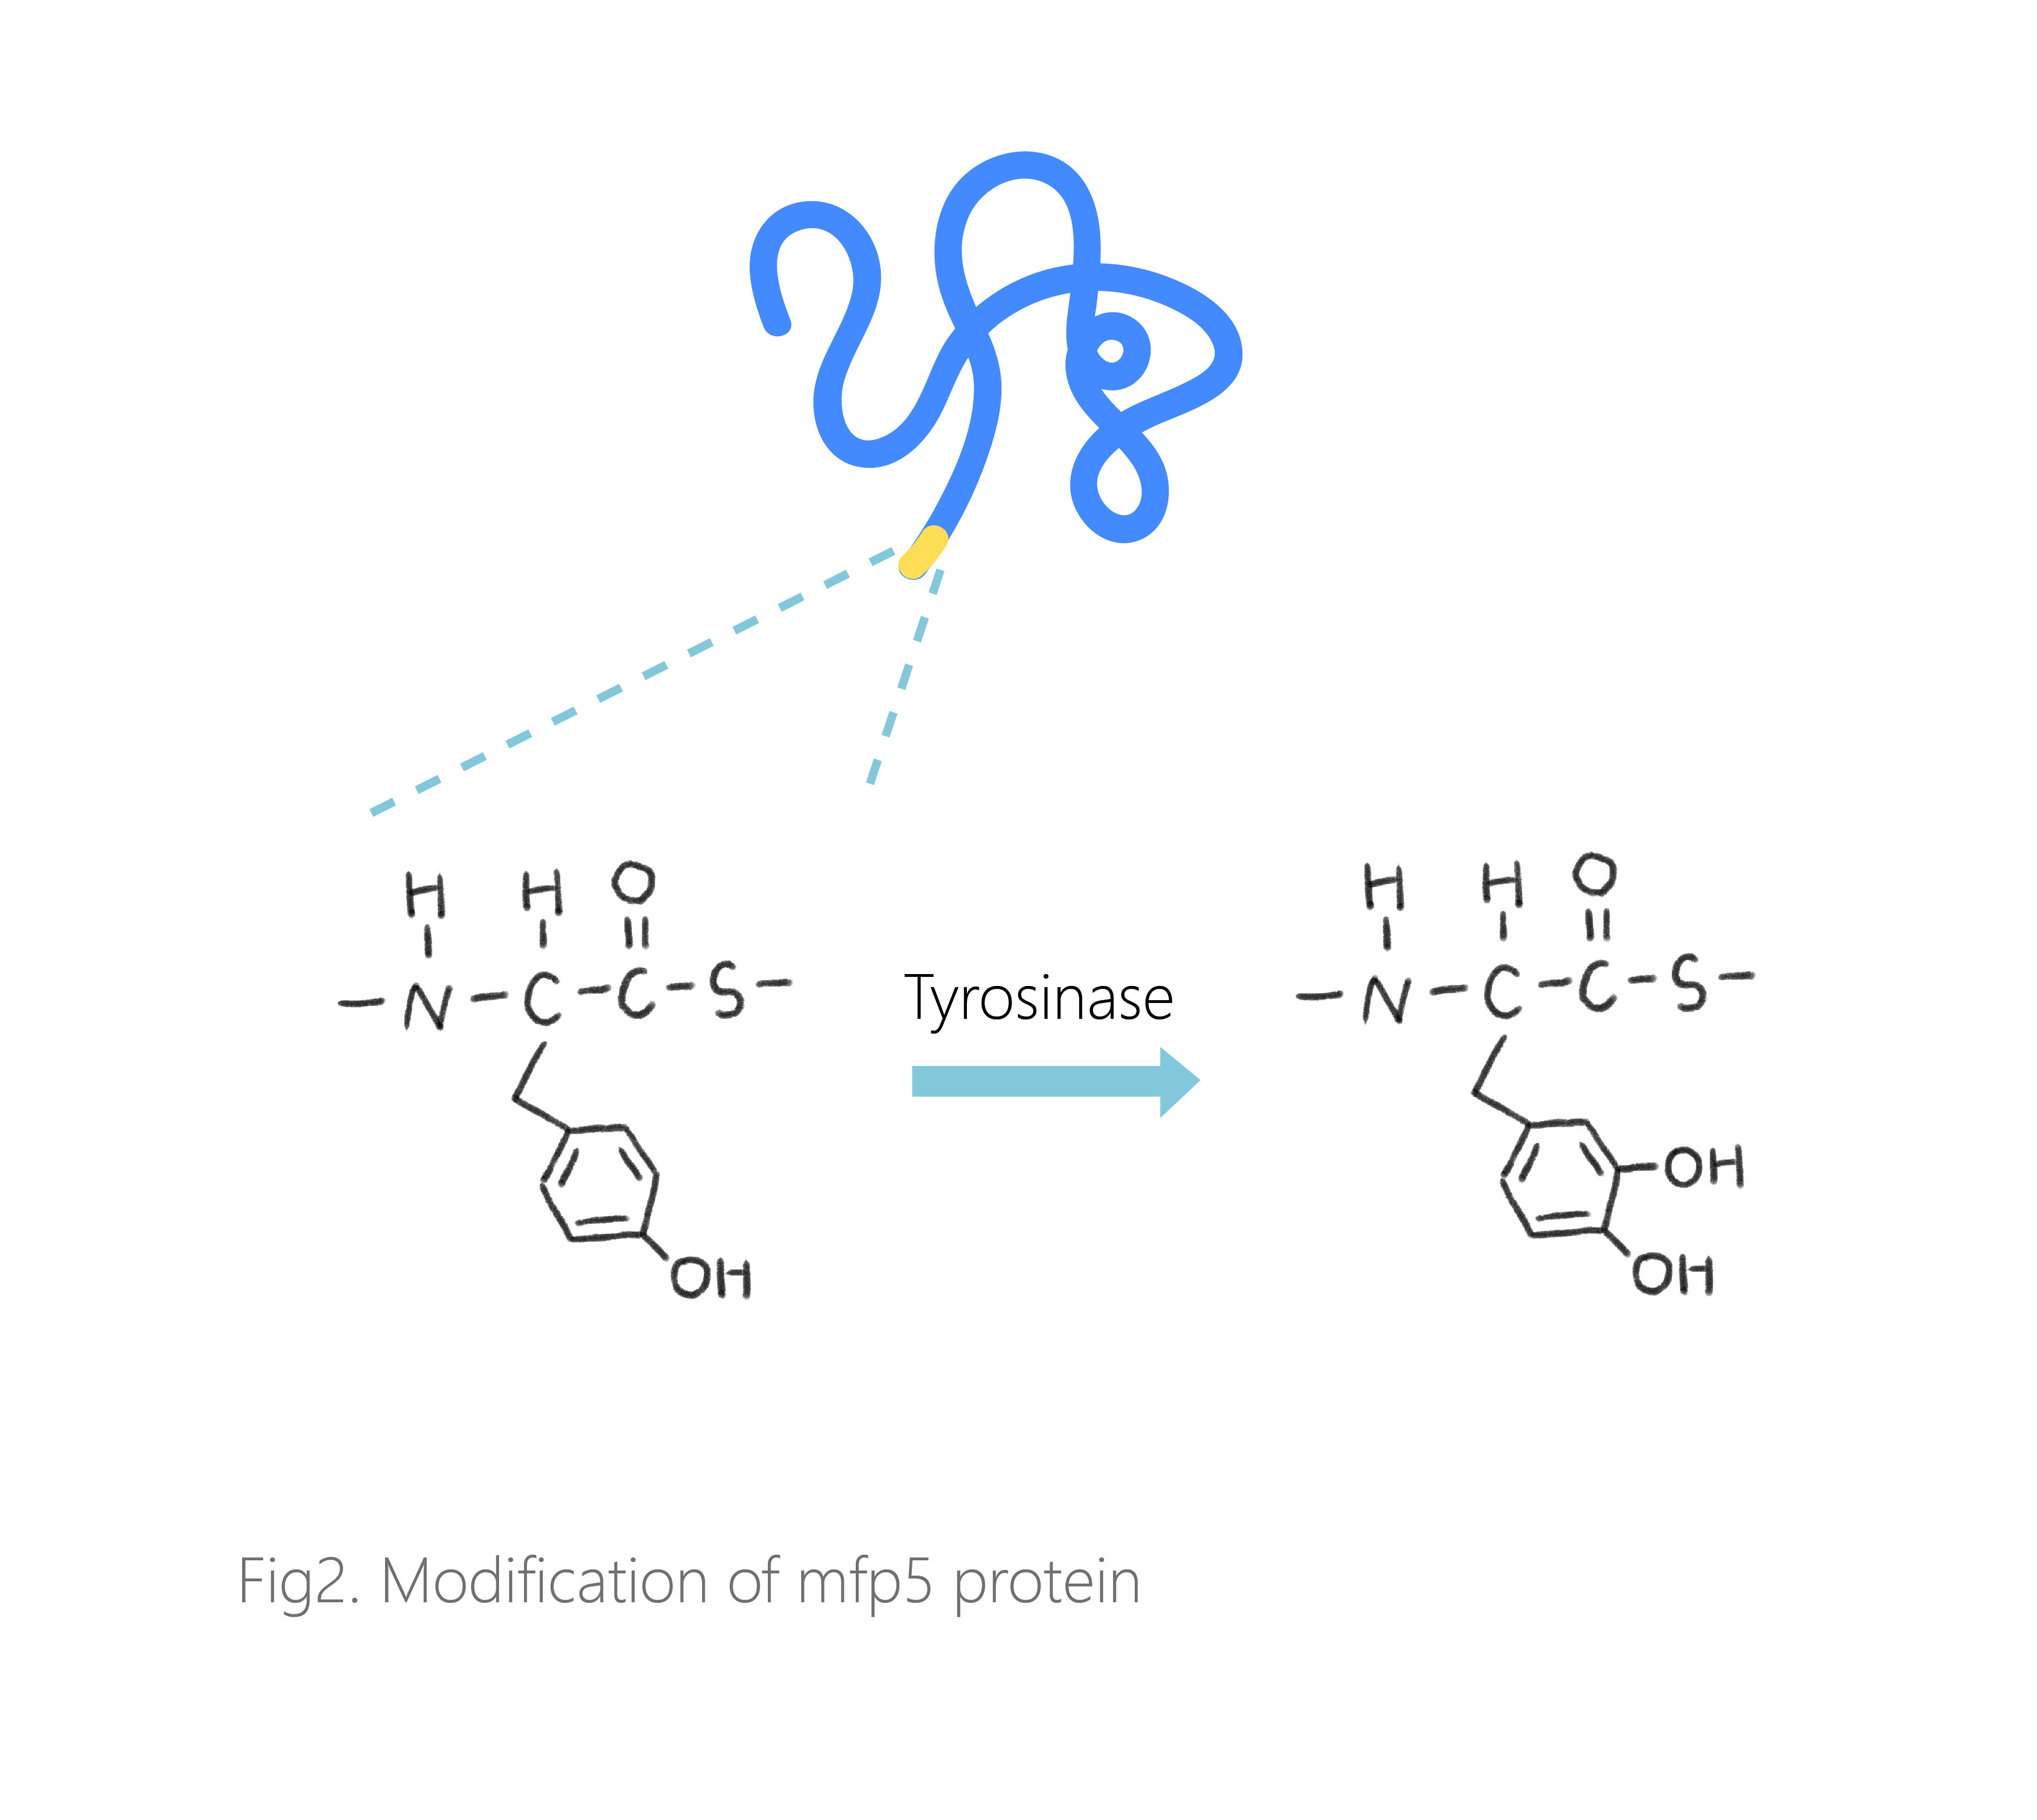 H H O H H O
N C C S Tyrosinase N C C S
OH
OH OH
Fig2. Modification of mfp5 protein